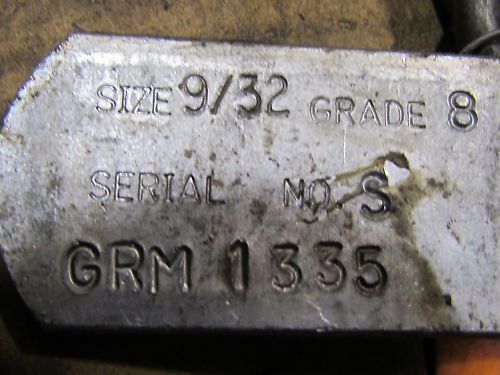 SIZE 9/32 GRADE 8
SERIAL NO. S
GRM 1335